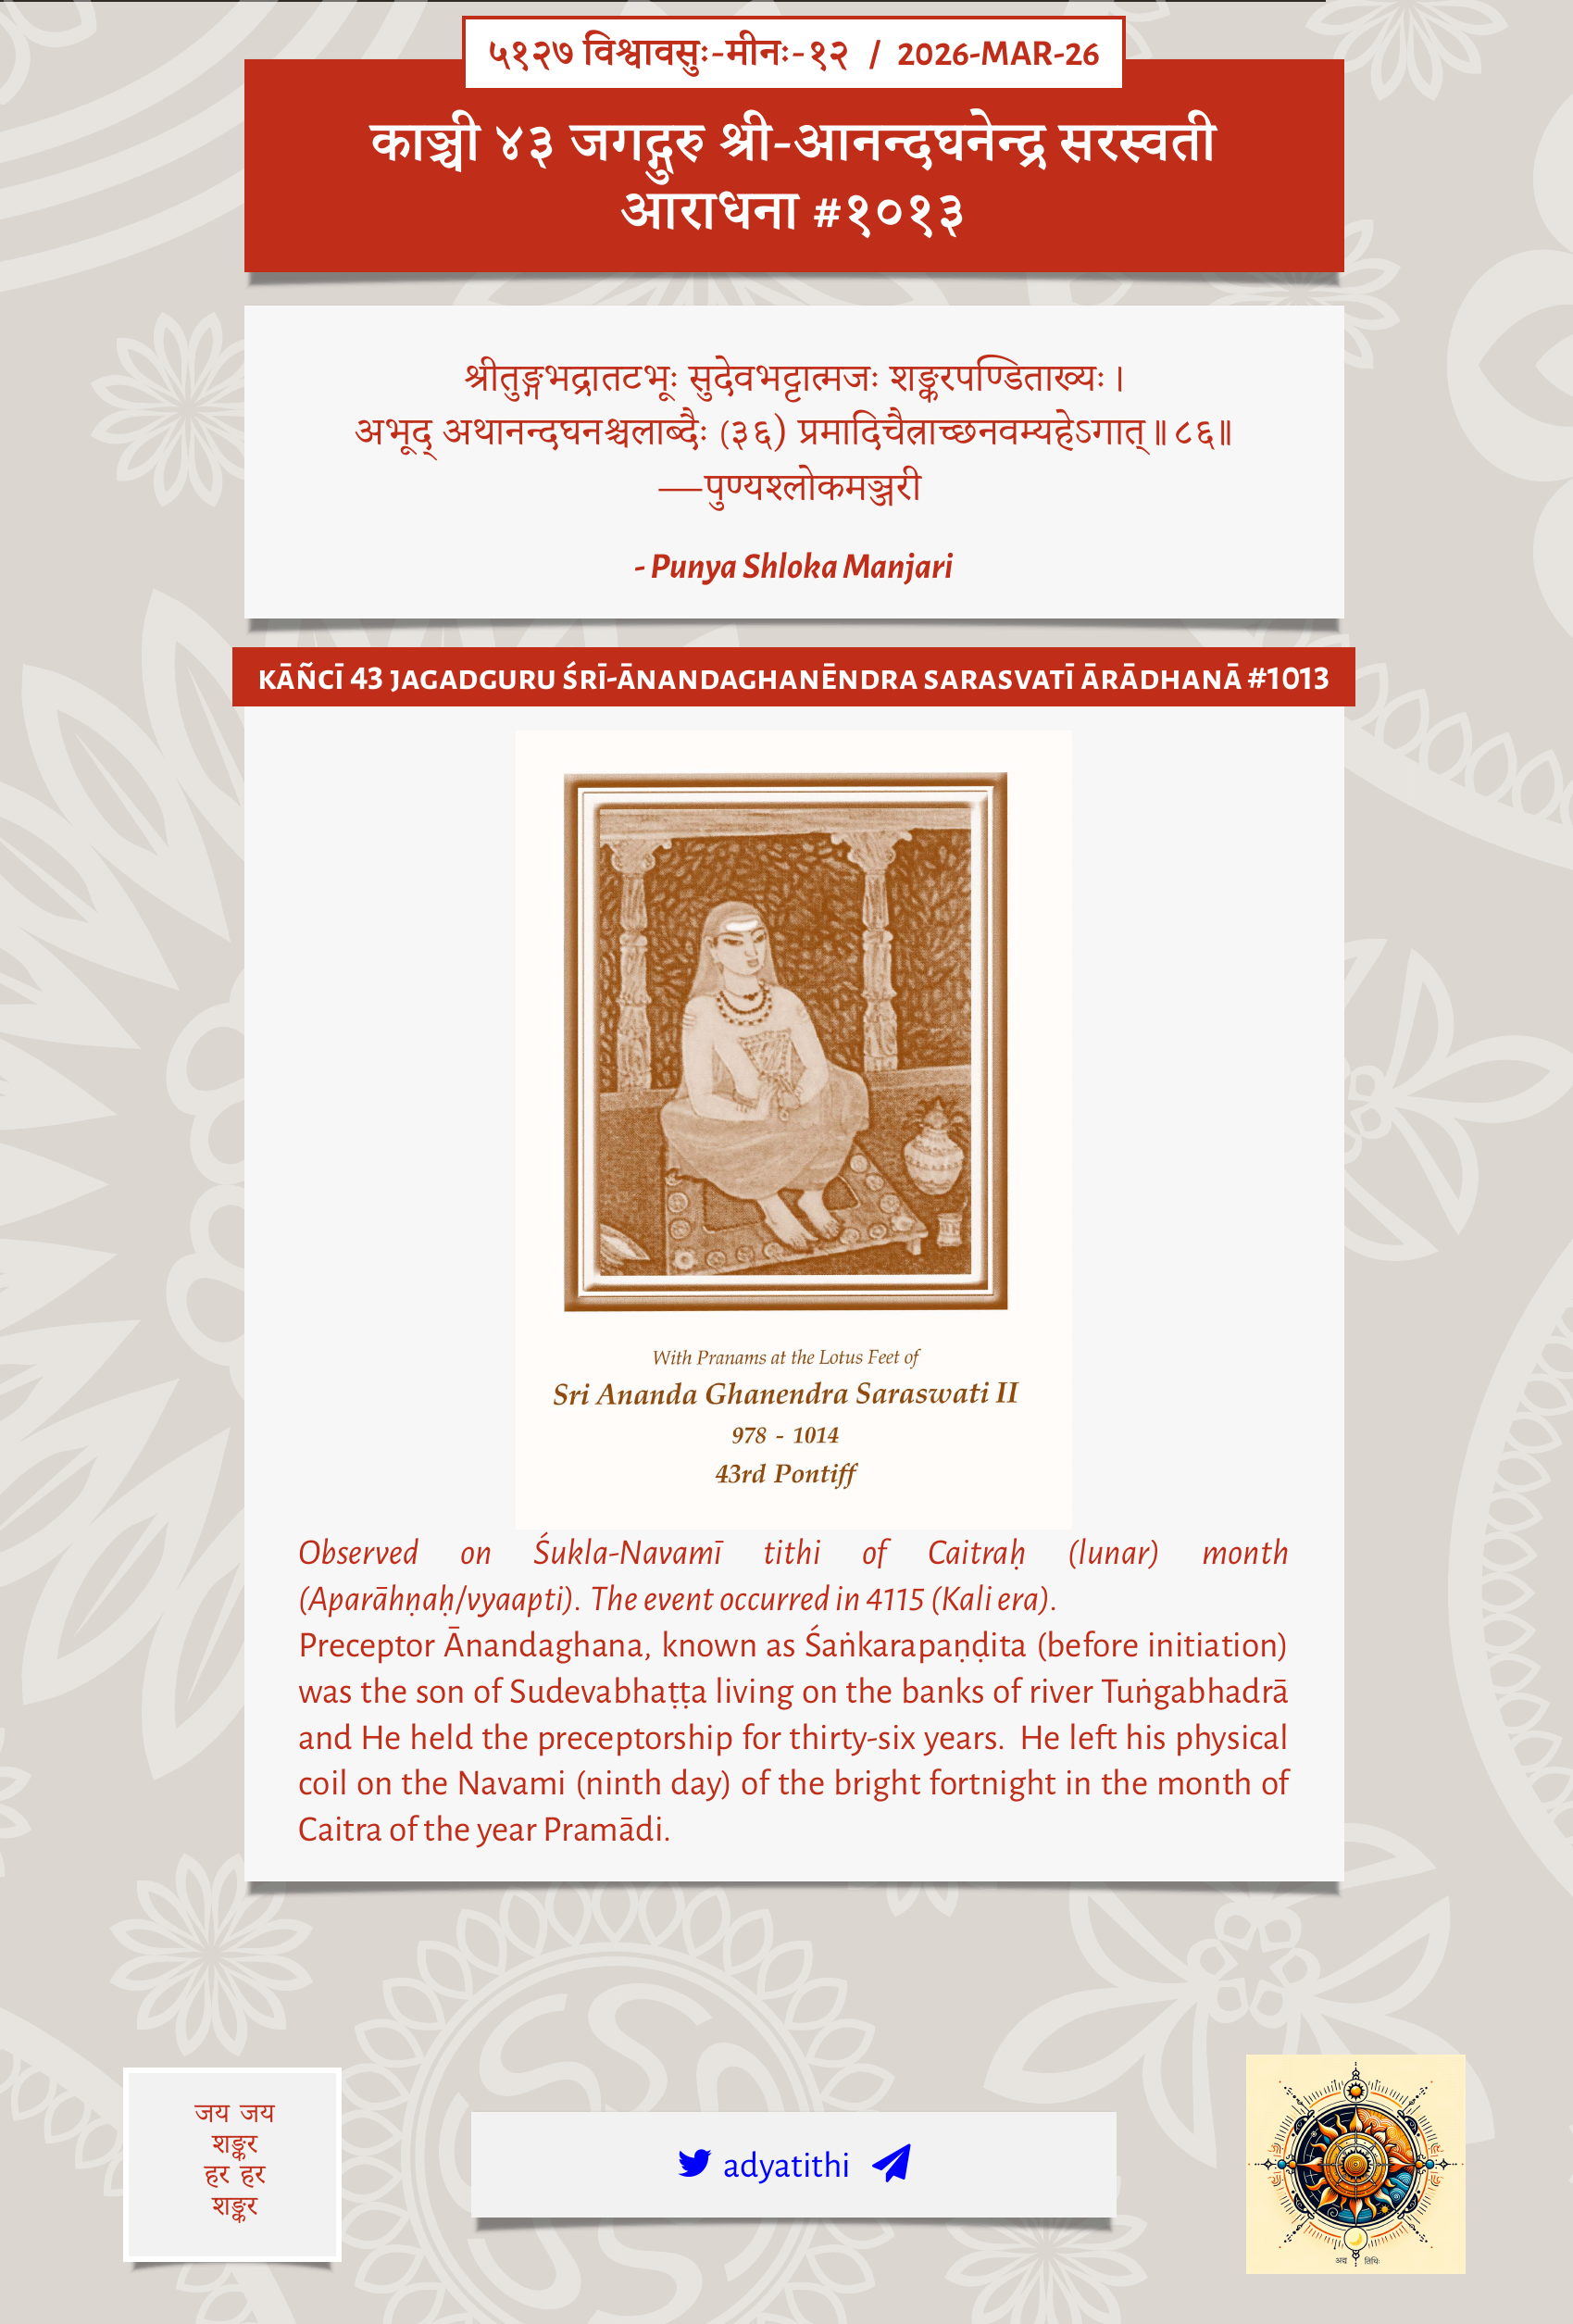 ५१२७ विश्वावसुः-मीनः-१२ / 2026-MAR-26
काञ्ची ४३ जगद्गुरु श्री-आनन्दघनेन्द्र सरस्वती
आराधना #१०१३
श्रीतुङ्गभद्रातटभूः सुदेवभट्टात्मजः शङ्करपण्डिताख्यः।
अभूद् अथानन्दघनश्चलाब्दैः (३६) प्रमादिचैत्राच्छनवम्यहेऽगात्॥८६॥
—पुण्यश्लोकमञ्जरी
- Punya Shloka Manjari
KĀÑCĪ 43 JAGADGURU ŚRĪ-ĀNANDAGHANĒNDRA SARASVATĪ ĀRĀDHANĀ #1013
With Pranams at the Lotus Feet of
Sri Ananda Ghanendra Saraswati II
978 - 1014
43rd Pontiff
Observed on Śukla-Navamī tithi of Caitraḥ (lunar) month
(Aparāhṇaḥ/vyaapti). The event occurred in 4115 (Kali era).
Preceptor Ānandaghana, known as Śaṅkarapaṇḍita (before initiation)
was the son of Sudevabhaṭṭa living on the banks of river Tuṅgabhadrā
and He held the preceptorship for thirty-six years. He left his physical
coil on the Navami (ninth day) of the bright fortnight in the month of
Caitra of the year Pramādi.
जय जय
शङ्कर
हर हर
शङ्कर
adyatithi
अद्य तिथिः